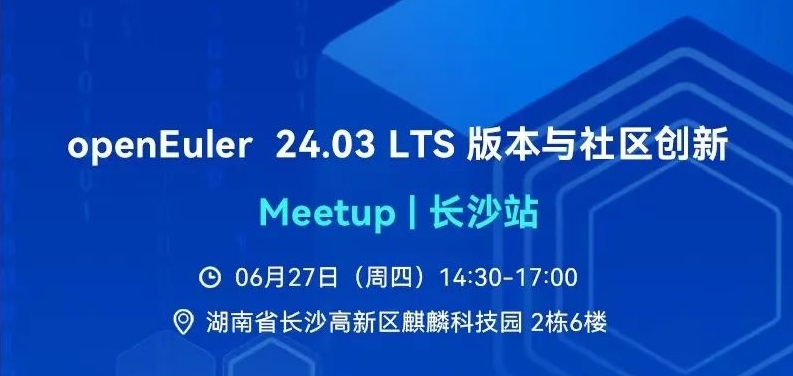 openEuler 24.03 LTS 版本与社区创新
Meetup | 长沙站
06月27日（周四）14:30-17:00
湖南省长沙高新区麒麟科技园 2栋6楼